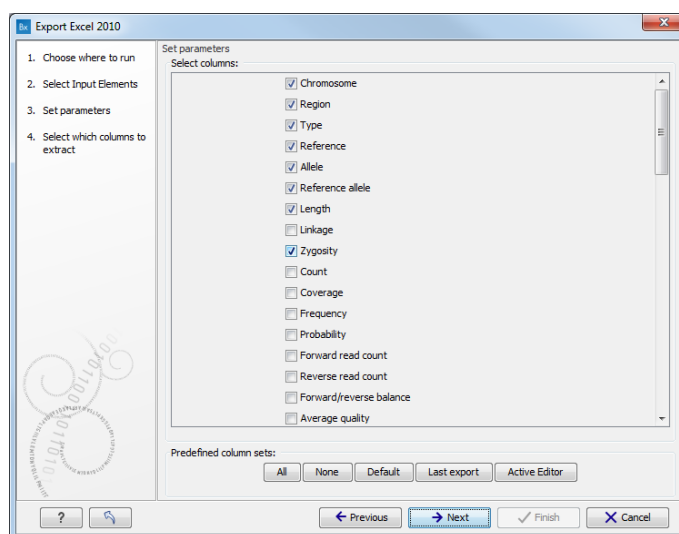 Bx Export Excel 2010
1. Choose where to run
2. Select Input Elements
3. Set parameters
4. Select which columns to
extract
Set parameters
Select columns:
Chromosome
Region
Type
Reference
Allele
Reference allele
Length
Linkage
Zygosity
Count
Coverage
Frequency
Probability
Forward read count
Reverse read count
Forward/reverse balance
Average quality
Predefined column sets:
All None Default Last export Active Editor
? Previous Next Finish Cancel